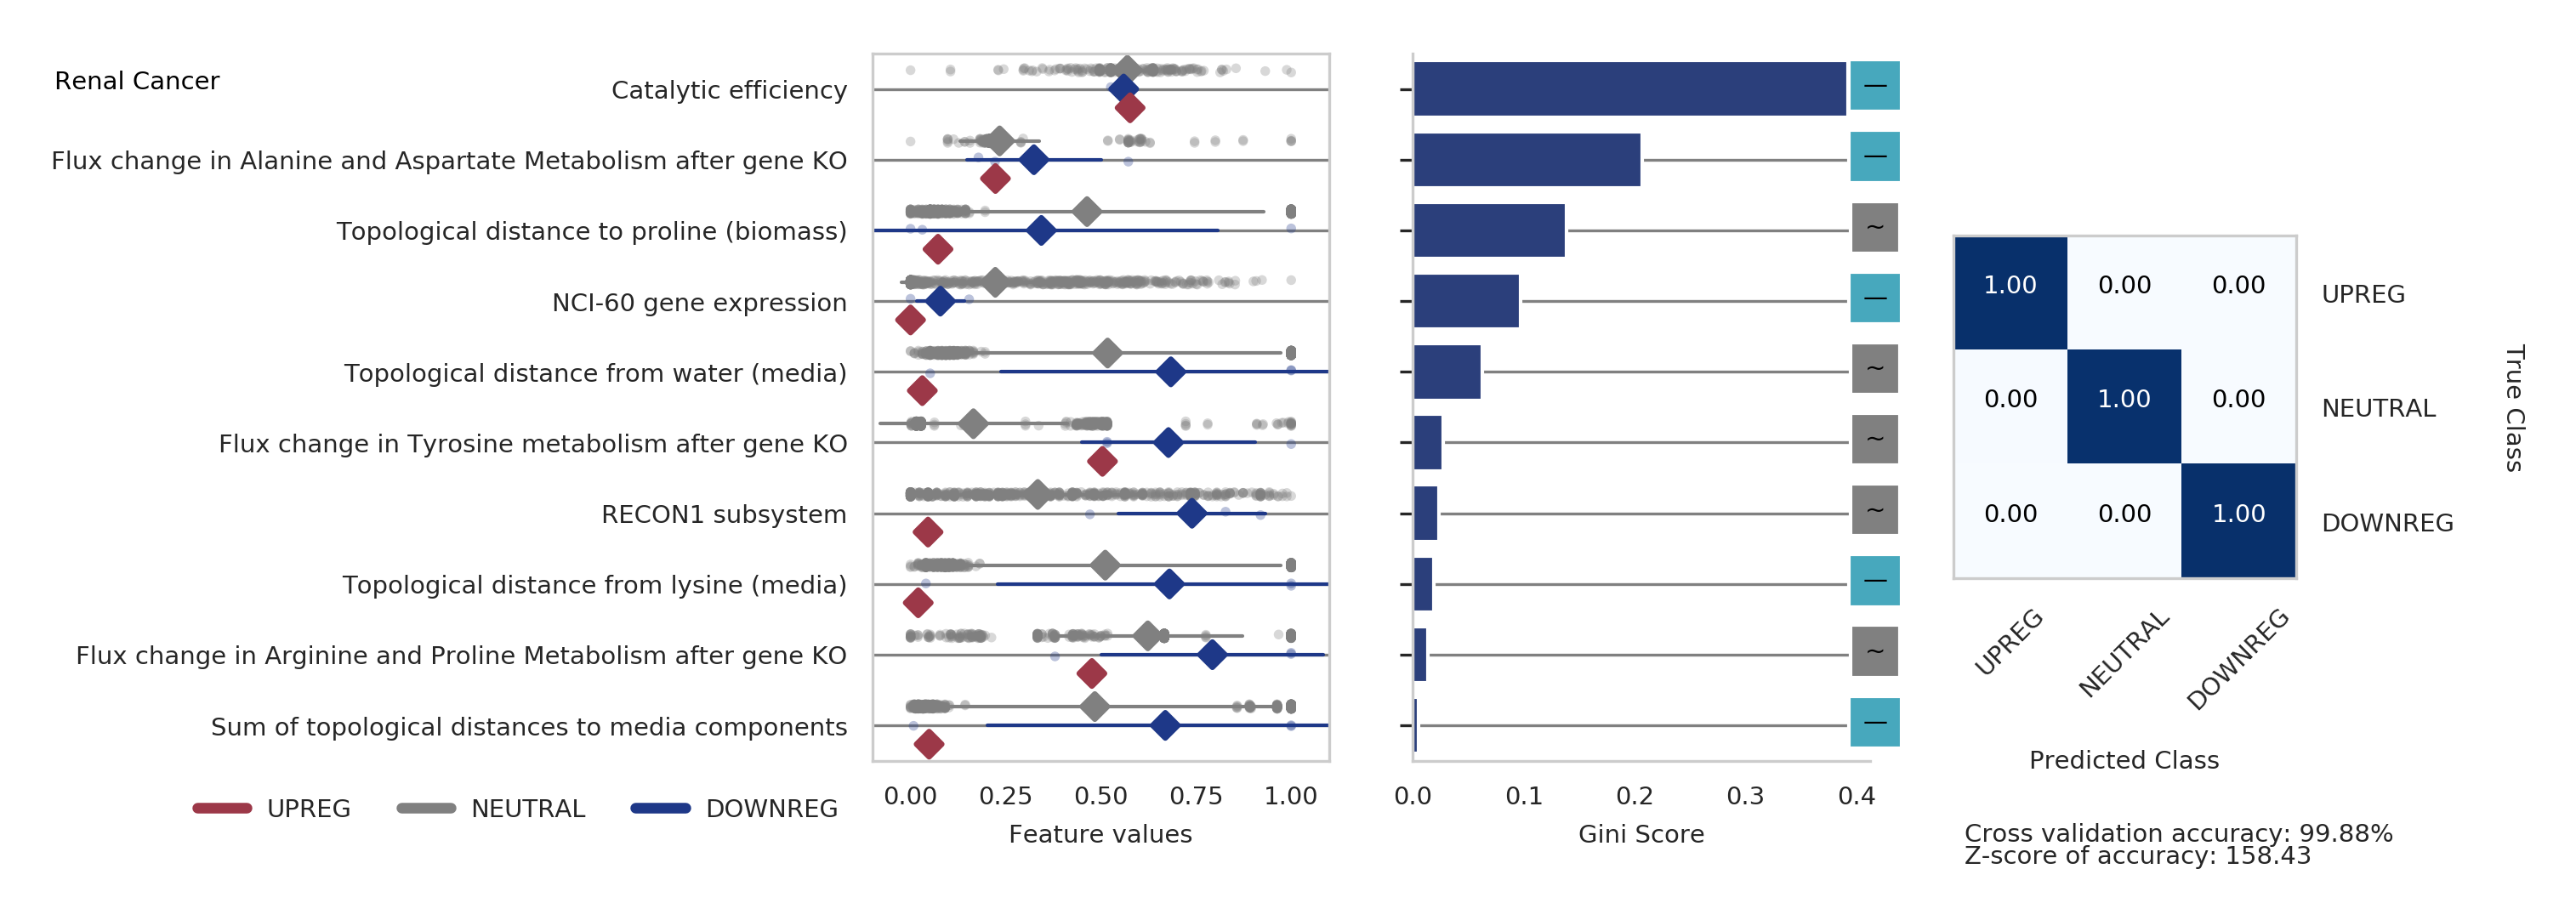 Renal Cancer
Catalytic efficiency
Flux change in Alanine and Aspartate Metabolism after gene KO
Topological distance to proline (biomass)
NCI-60 gene expression
Topological distance from water (media)
Flux change in Tyrosine metabolism after gene KO
RECON1 subsystem
Topological distance from lysine (media)
Flux change in Arginine and Proline Metabolism after gene KO
Sum of topological distances to media components
UPREG NEUTRAL DOWNREG
0.00 0.25 0.50 0.75 1.00
Feature values
—
—
~
—
~
~
~
—
~
—
0.0 0.1 0.2 0.3 0.4
Gini Score
1.00 0.00 0.00 UPREG
0.00 1.00 0.00 NEUTRAL
0.00 0.00 1.00 DOWNREG
True Class
UPREG NEUTRAL DOWNREG
Predicted Class
Cross validation accuracy: 99.88%
Z-score of accuracy: 158.43